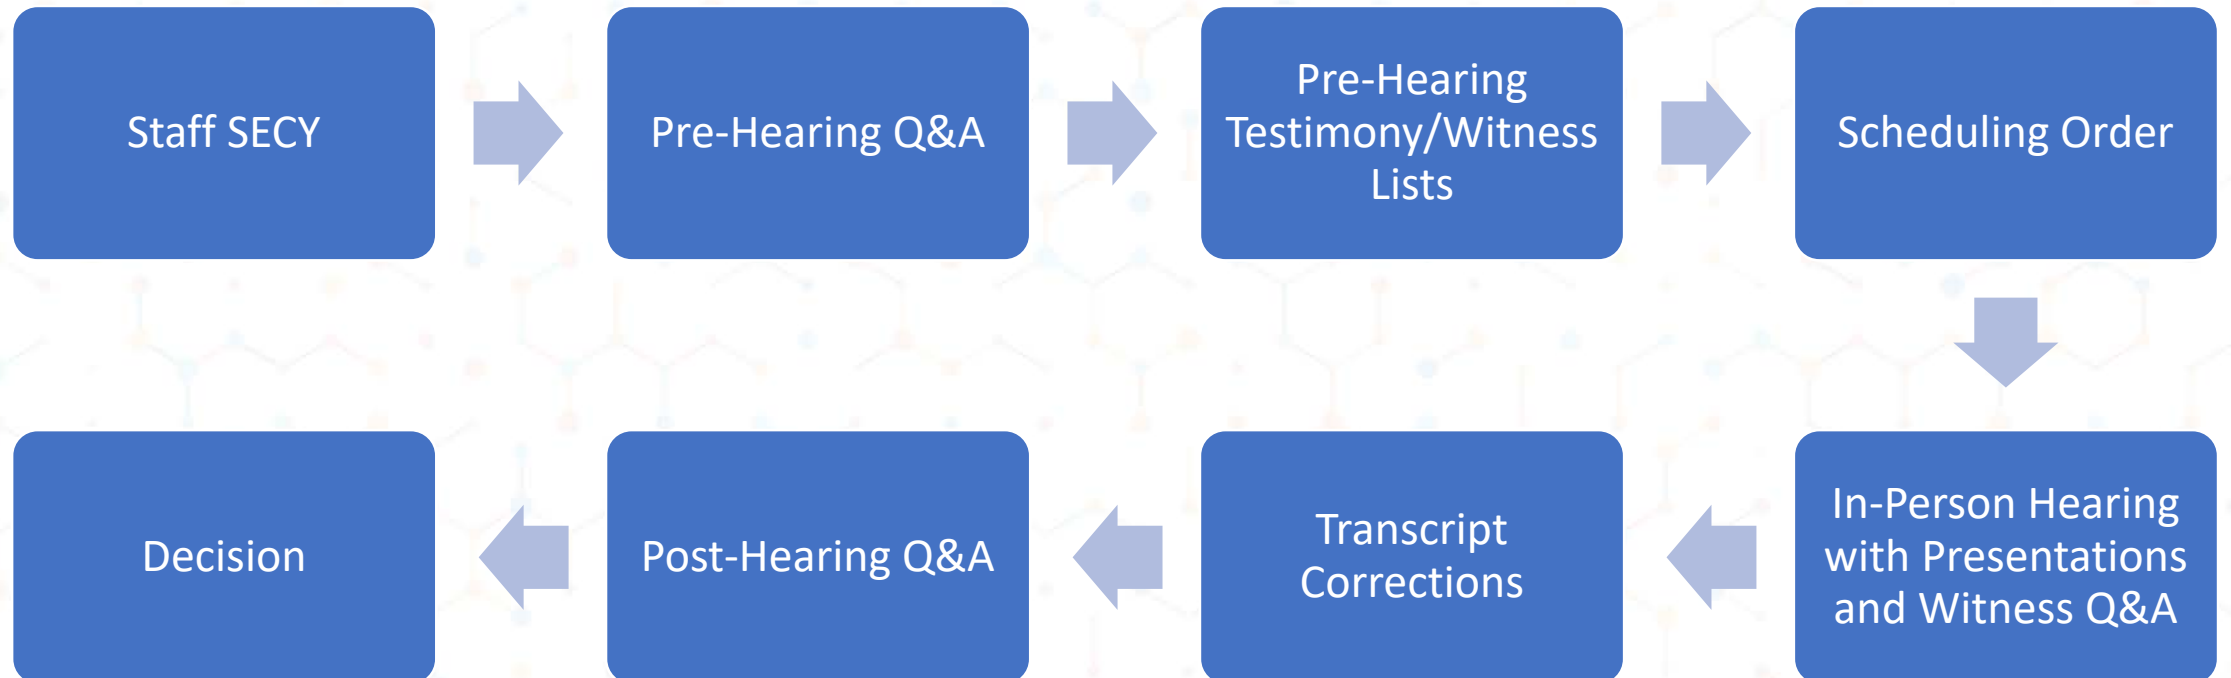 Staff SECY
Pre-Hearing Q&A
Pre-Hearing
Testimony/Witness
Lists
Scheduling Order
In-Person Hearing
with Presentations
and Witness Q&A
Transcript
Corrections
Post-Hearing Q&A
Decision